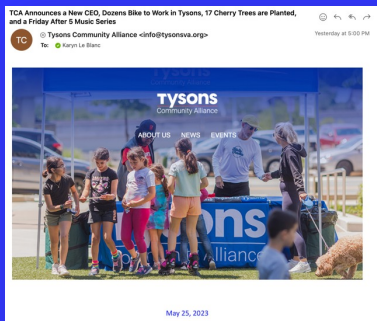 TCA Announces a New CEO, Dozens Bike to Work in Tysons, 17 Cherry Trees are Planted,
and a Friday After 5 Music Series
TC
Tysons Community Alliance <info@tysonsva.org>
To: Karyn Le Blanc
Yesterday at 5:00 PM
Tysons
Community Alliance
ABOUT US NEWS EVENTS
ons
Alliance
May 25, 2023